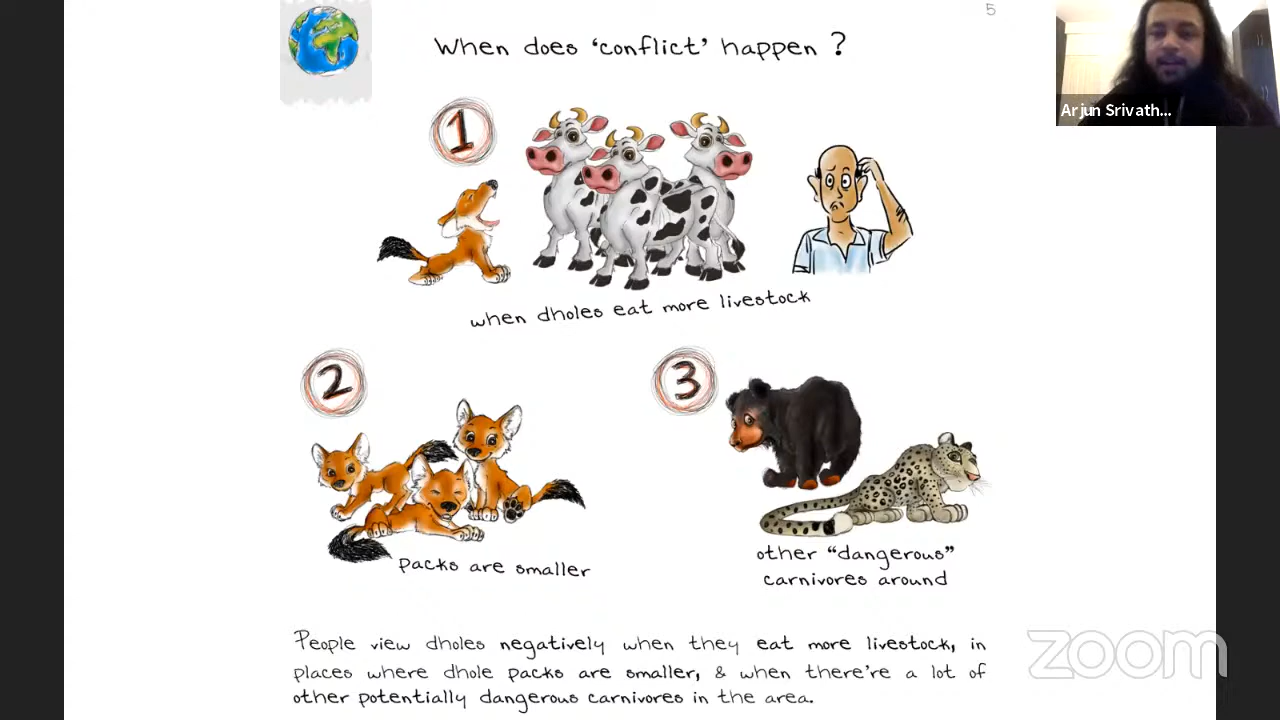 5
When does 'conflict' happen ?
Arjun Srivath...
1
when dholes eat more livestock
2
packs are smaller
3
other "dangerous"
carnivores around
People view dholes negatively when they eat more livestock, in
places where dhole packs are smaller, & when there're a lot of
other potentially dangerous carnivores in the area.
zoom